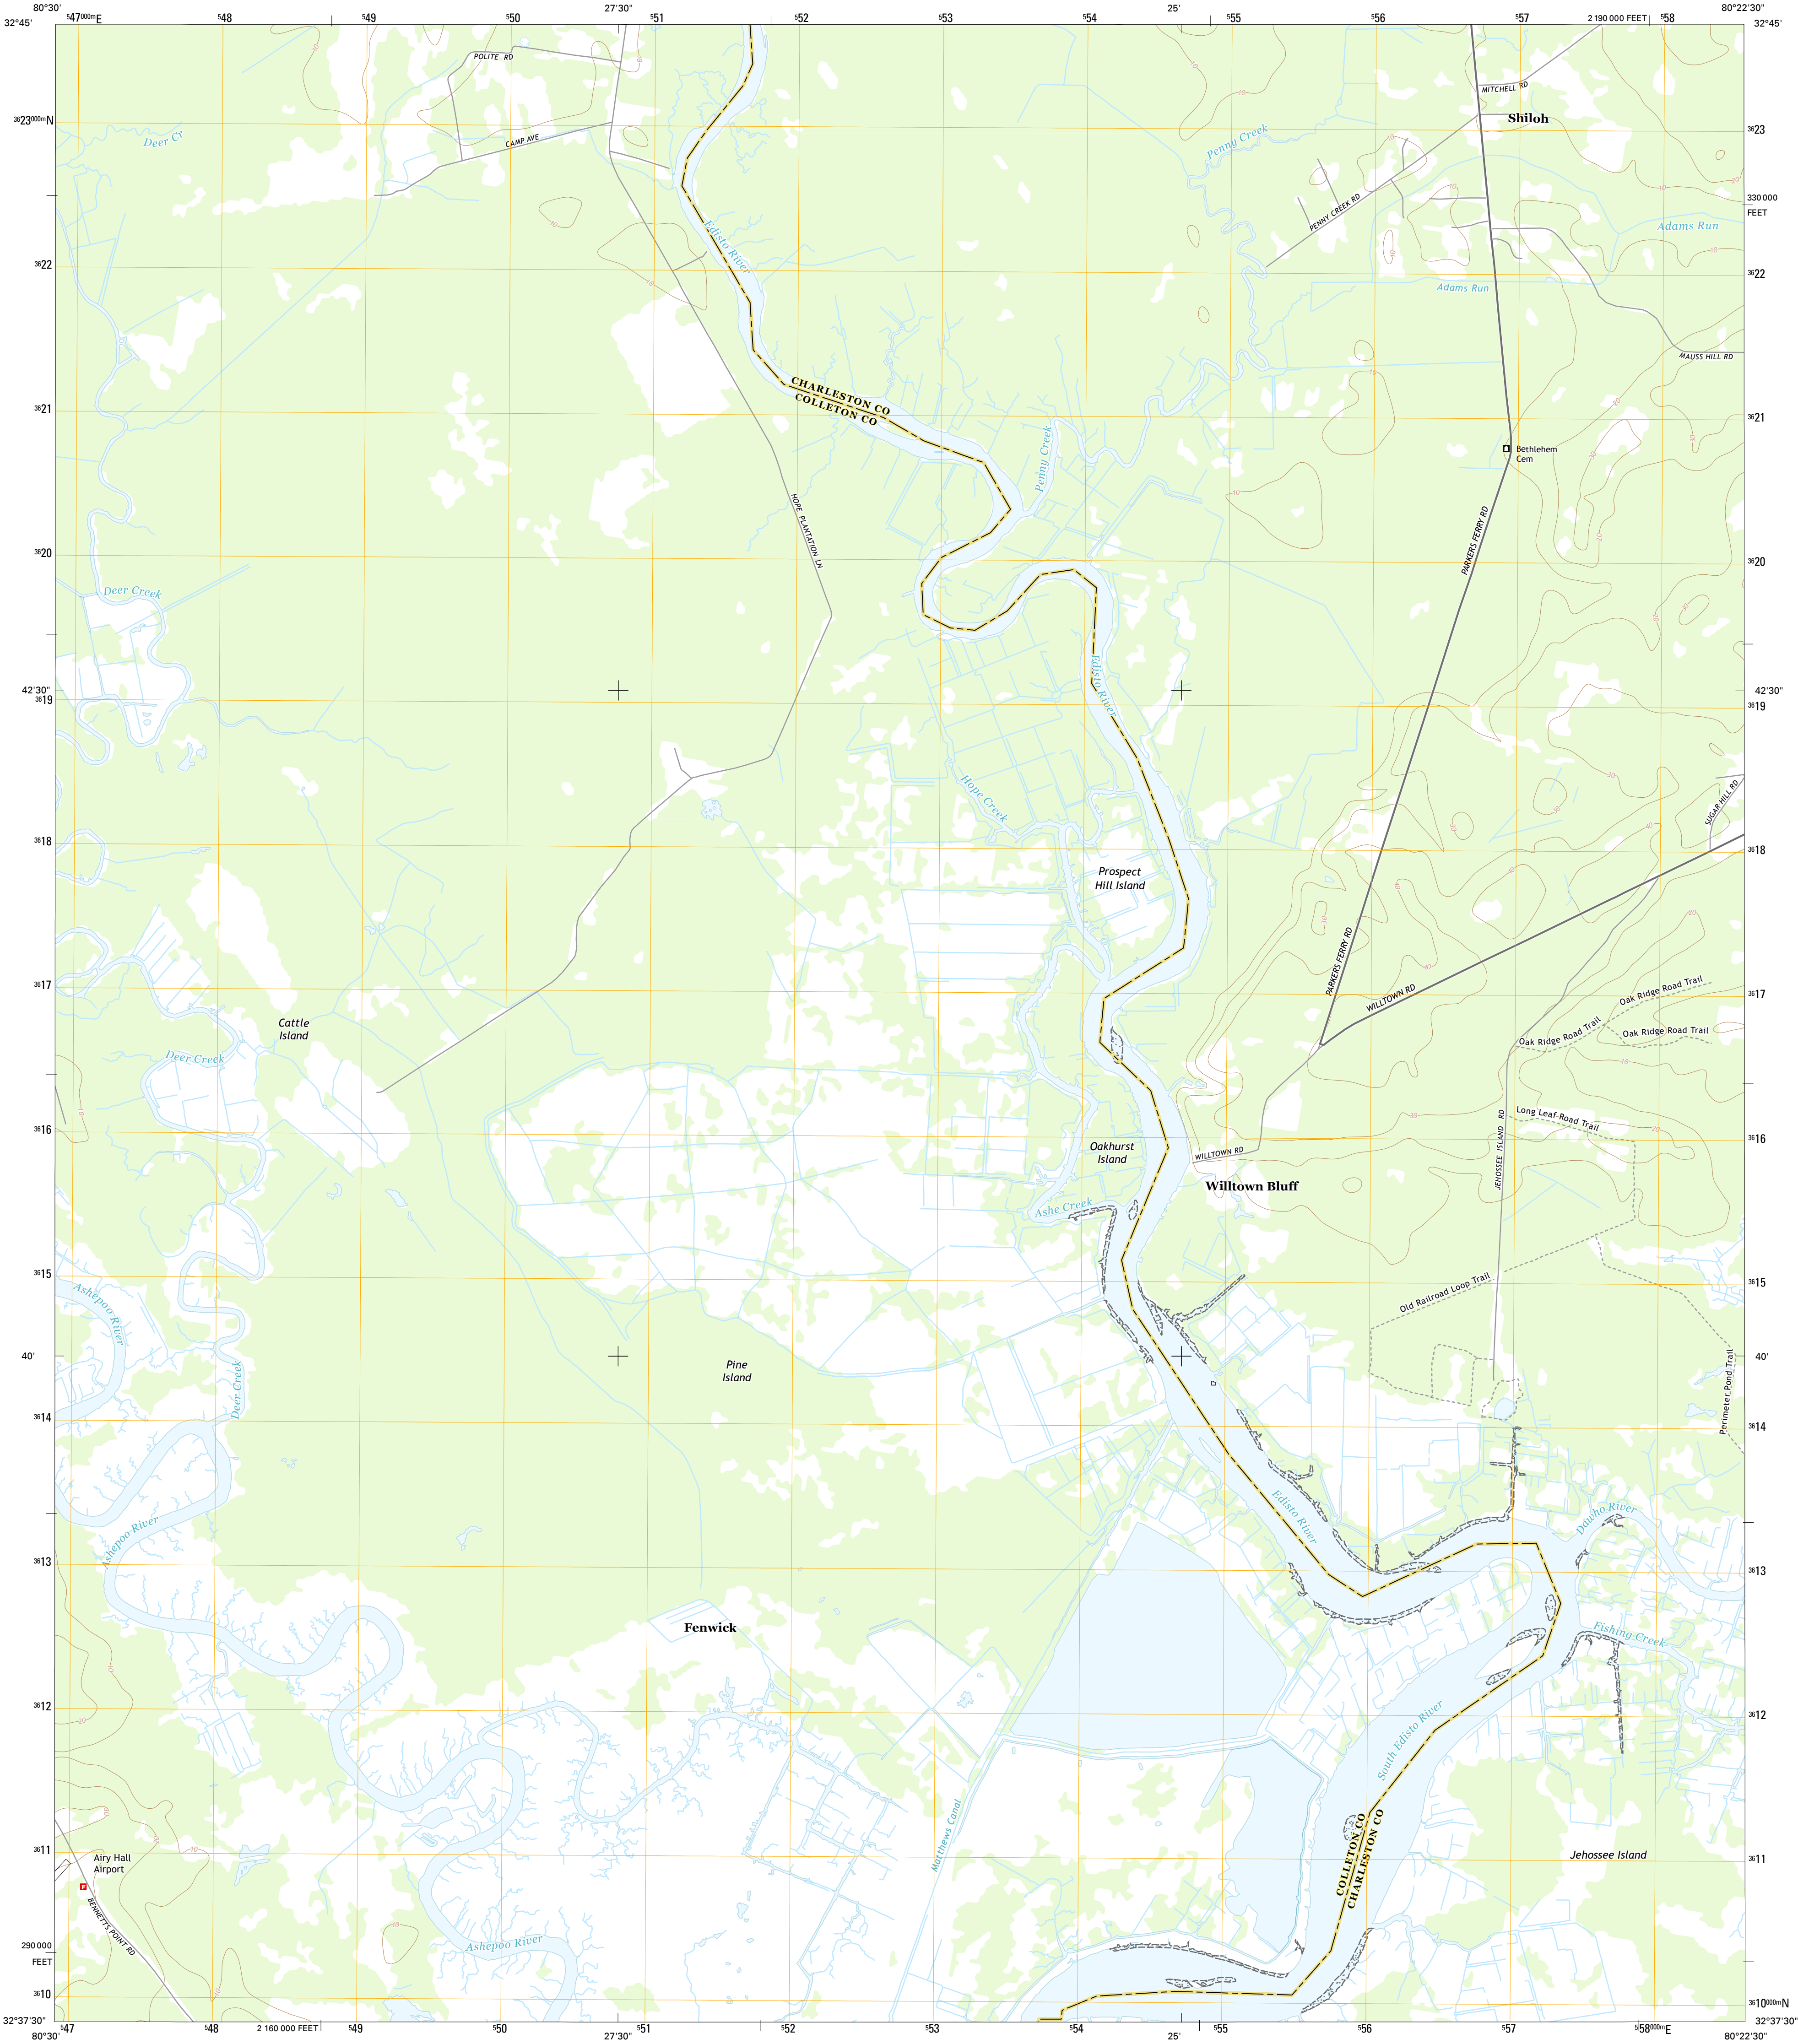 80°30'
547000mE
548
549
550
27'30"
551
552
553
554
25'
555
556
557
2 190 000 FEET
558
80°22'30"
32°45'
32°45'
POLITE RD
MITCHELL RD
Shiloh
3623000mN
3623
Deer Cr
CAMP AVE
Penny Creek
330 000
FEET
PENNY CREEK RD
Adams Run
Edisto River
3622
3622
Adams Run
MAUSS HILL RD
CHARLESTON CO
COLLETON CO
3621
3621
Penny Creek
Bethlehem
Cem
HOPE PLANTATION LN
PARKERS FERRY RD
3620
3620
Deer Creek
Edisto River
42'30"
42'30"
3619
3619
Hope Creek
SUGAR HILL RD
3618
3618
Prospect
Hill Island
PARKERS FERRY RD
3617
3617
WILLTOWN RD
Oak Ridge Road Trail
Oak Ridge Road Trail
Oak Ridge Road Trail
Cattle
Island
Deer Creek
Long Leaf Road Trail
3616
3616
JEHOSSEE ISLAND RD
Oakhurst
Island
WILLTOWN RD
Willtown Bluff
Ashe Creek
3615
3615
Ashepoo River
Old Railroad Loop Trail
40'
40'
Pine
Island
Deer Creek
Perimeter Pond Trail
3614
3614
Edisto River
Dawho River
Ashepoo River
3613
3613
Fenwick
Fishing Creek
3612
3612
South Edisto River
Matthews Canal
COLLETON CO
CHARLESTON CO
3611
3611
Airy Hall
Airport
Jehossee Island
BENNETTS POINT RD
Ashepoo River
290 000
FEET
3610
3610000mN
32°37'30"
32°37'30"
547
548
2 160 000 FEET
549
550
27'30"
551
552
553
554
25'
555
556
557
558000mE
80°30'
80°22'30"